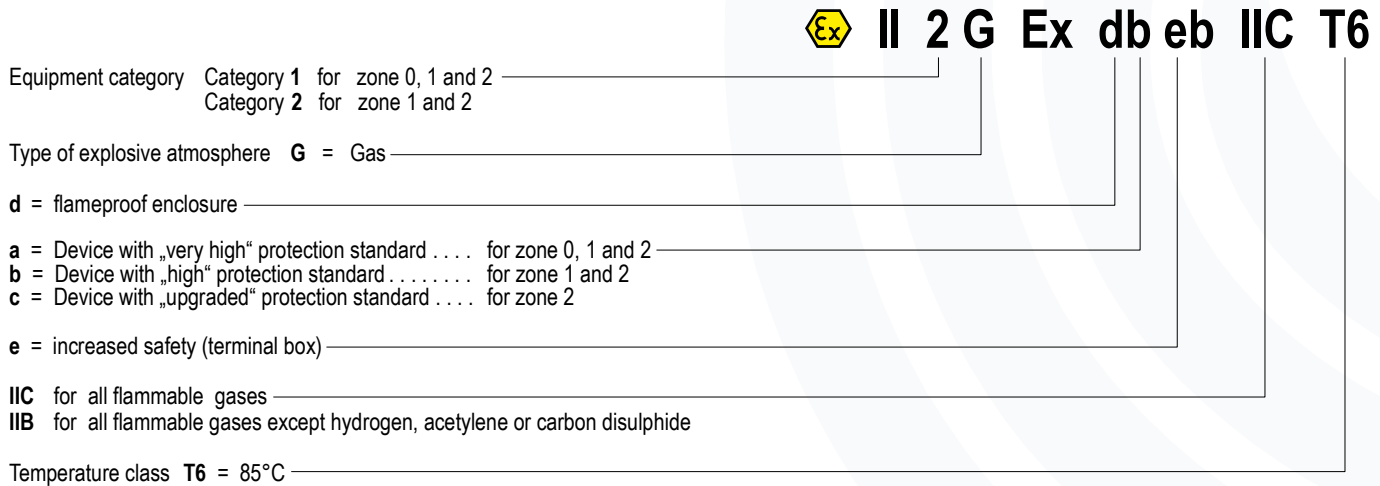 Ex II 2 G Ex db eb IIC T6
Equipment category Category 1 for zone 0, 1 and 2
Category 2 for zone 1 and 2
Type of explosive atmosphere G = Gas
d = flameproof enclosure
a = Device with „very high“ protection standard . . . . for zone 0, 1 and 2
b = Device with „high“ protection standard . . . . . . . . for zone 1 and 2
c = Device with „upgraded“ protection standard . . . . for zone 2
e = increased safety (terminal box)
IIC for all flammable gases
IIB for all flammable gases except hydrogen, acetylene or carbon disulphide
Temperature class T6 = 85°C